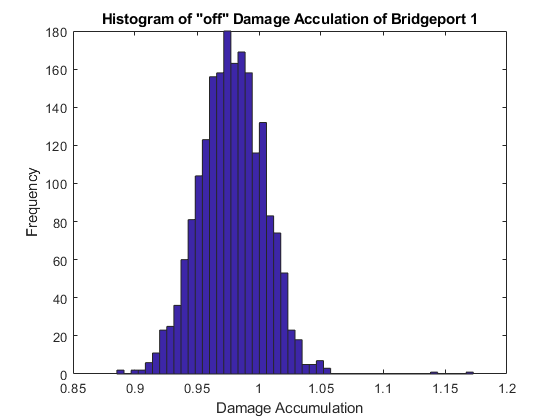 Histogram of "off" Damage Acculation of Bridgeport 1
180
160
140
120
100
80
60
40
20
0
Frequency
0.85 0.9 0.95 1 1.05 1.1 1.15 1.2
Damage Accumulation